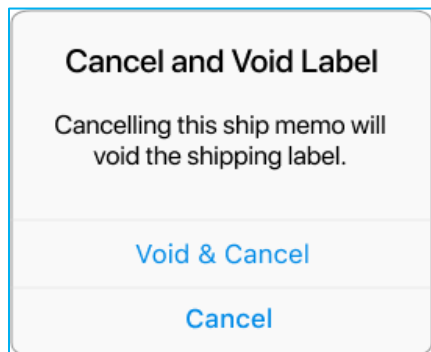 Cancel and Void Label
Cancelling this ship memo will
void the shipping label.
Void & Cancel
Cancel